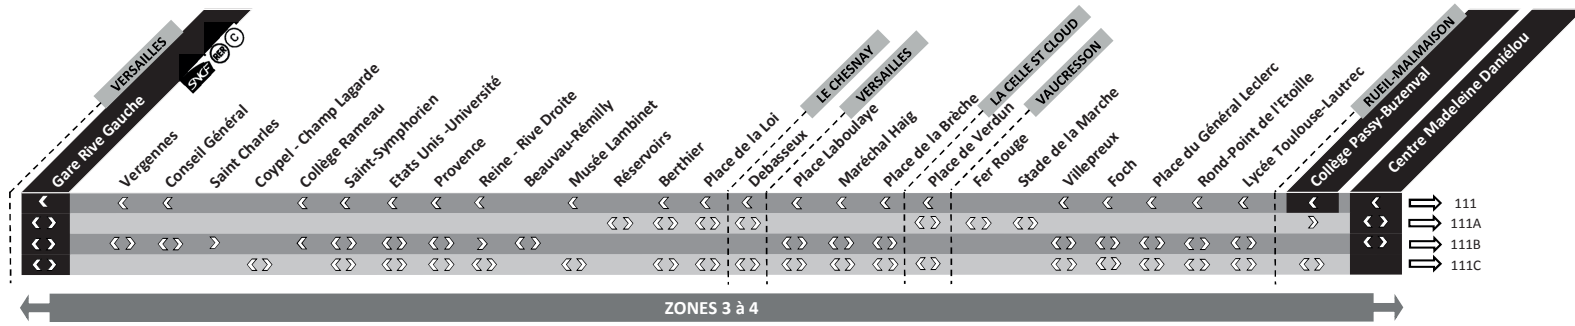 VERSAILLES
Gare Rive Gauche
SNCF RER C
Vergennes
Conseil Général
Saint Charles
Coypel - Champ Lagarde
Collège Rameau
Saint-Symphorien
Etats Unis -Université
Provence
Reine - Rive Droite
Beauvau-Rémilly
Musée Lambinet
Réservoirs
Berthier
Place de la Loi
LE CHESNAY
Debasseux
VERSAILLES
Place Laboulaye
Maréchal Haig
Place de la Brèche
LA CELLE ST CLOUD
Place de Verdun
VAUCRESSON
Fer Rouge
Stade de la Marche
Villepreux
Foch
Place du Général Leclerc
Rond-Point de l'Etoille
Lycée Toulouse-Lautrec
RUEIL-MALMAISON
Collège Passy-Buzenval
Centre Madeleine Daniélou
111
111A
111B
111C
ZONES 3 à 4